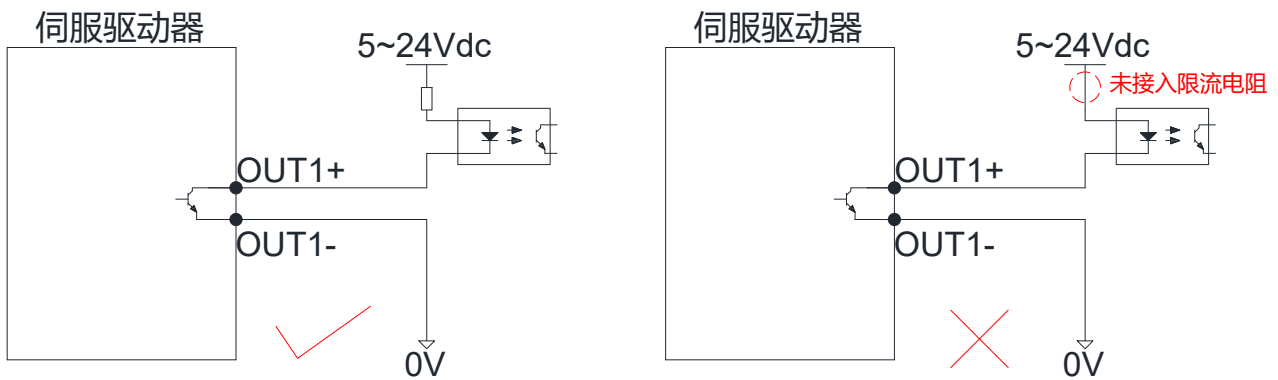 伺服驱动器
5~24Vdc
OUT1+
OUT1-
0V
伺服驱动器
5~24Vdc
未接入限流电阻
OUT1+
OUT1-
0V